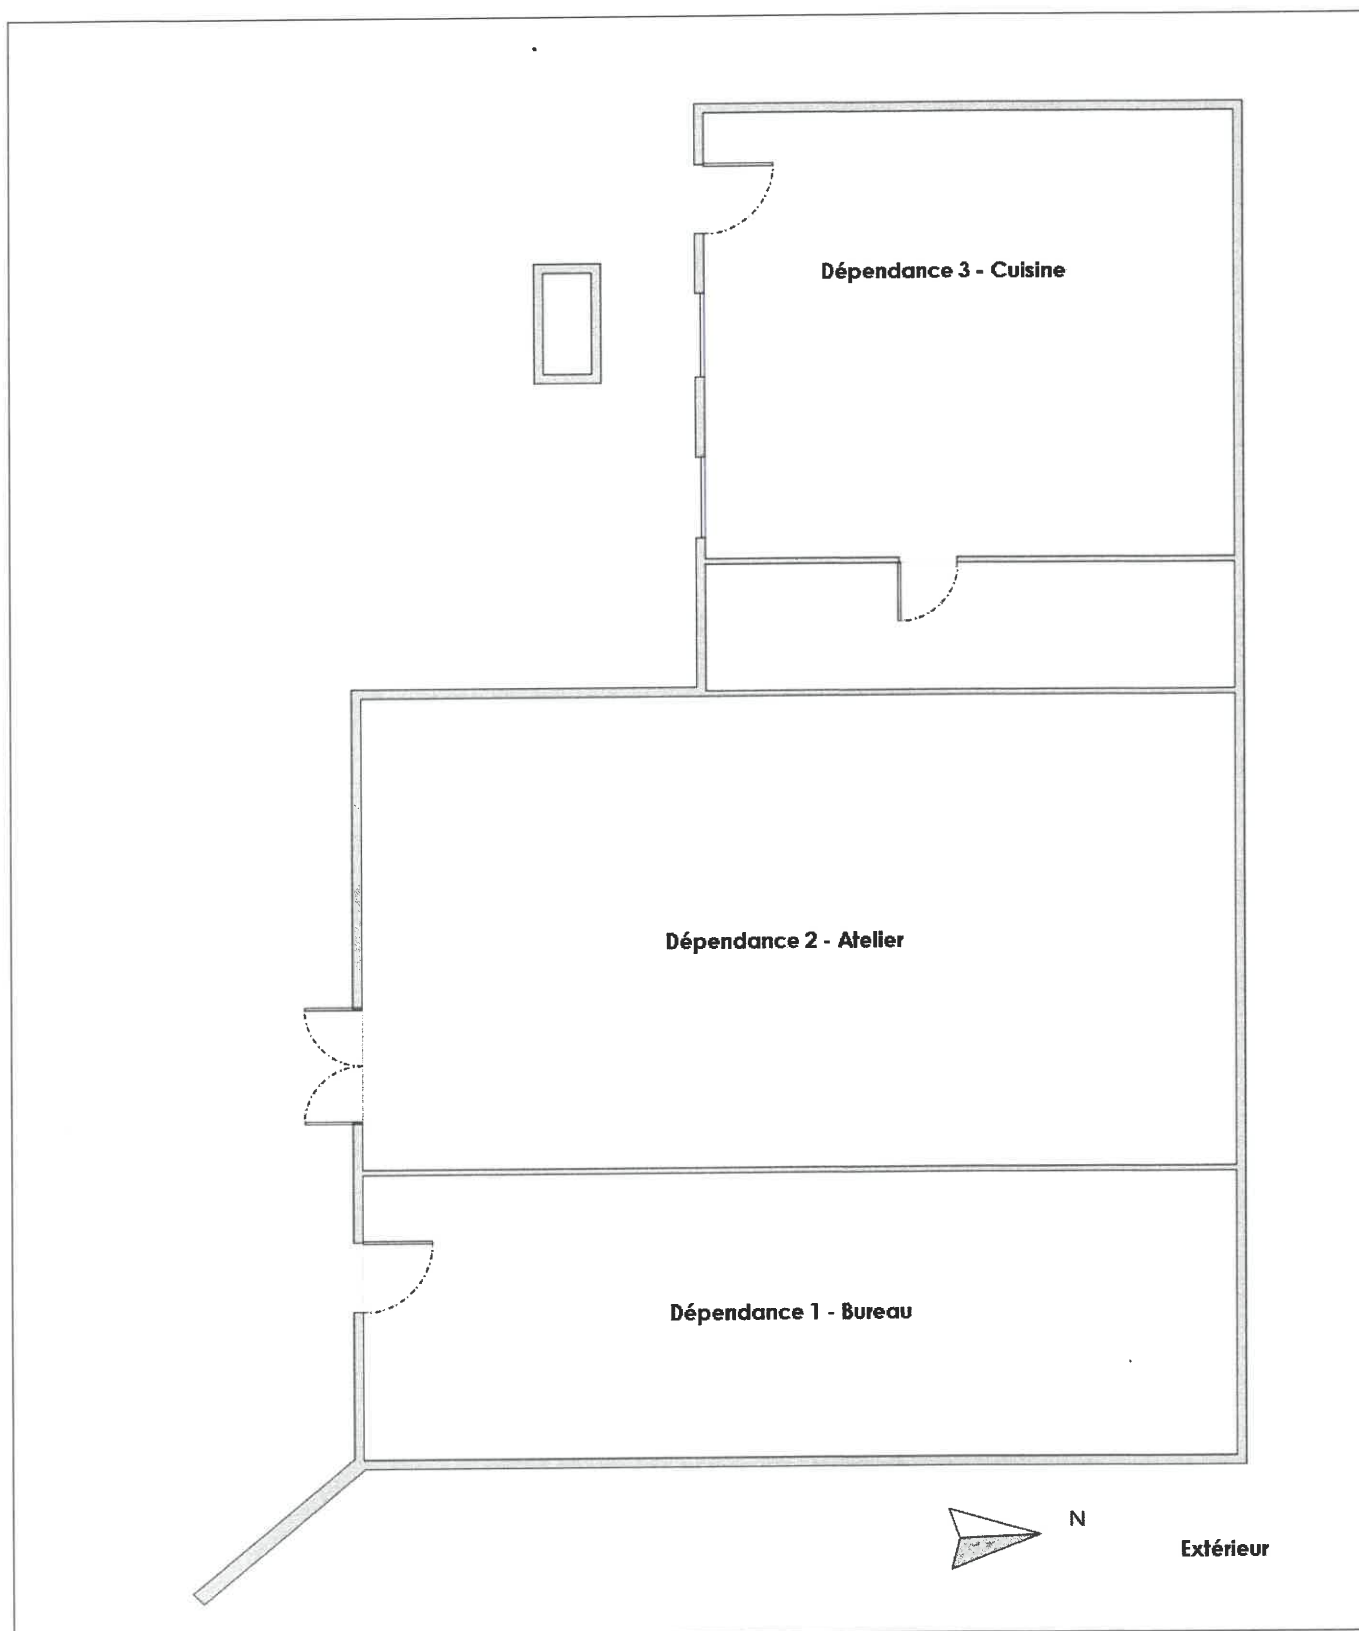 Dépendance 3 - Cuisine
Dépendance 2 - Atelier
Dépendance 1 - Bureau
N
Extérieur